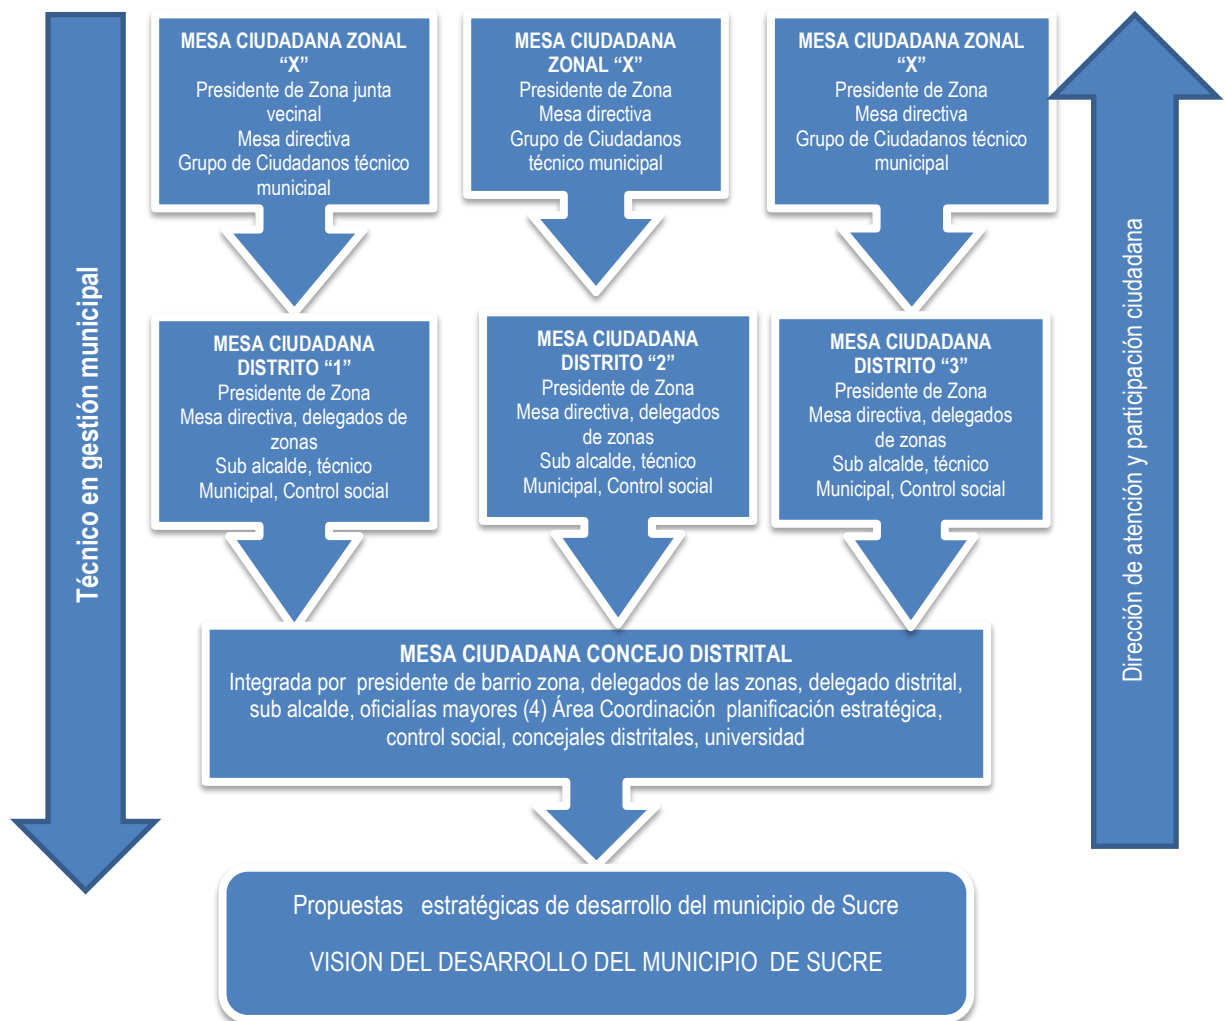 Técnico en gestión municipal
MESA CIUDADANA ZONAL
“X”
Presidente de Zona junta
vecinal
Mesa directiva
Grupo de Ciudadanos técnico
municipal
MESA CIUDADANA
ZONAL “X”
Presidente de Zona
Mesa directiva
Grupo de Ciudadanos
técnico municipal
MESA CIUDADANA ZONAL
“X”
Presidente de Zona
Mesa directiva
Grupo de Ciudadanos técnico
municipal
MESA CIUDADANA
DISTRITO “1”
Presidente de Zona
Mesa directiva, delegados de
zonas
Sub alcalde, técnico
Municipal, Control social
MESA CIUDADANA
DISTRITO “2”
Presidente de Zona
Mesa directiva, delegados
de zonas
Sub alcalde, técnico
Municipal, Control social
MESA CIUDADANA
DISTRITO “3”
Presidente de Zona
Mesa directiva, delegados
de zonas
Sub alcalde, técnico
Municipal, Control social
MESA CIUDADANA CONCEJO DISTRITAL
Integrada por presidente de barrio zona, delegados de las zonas, delegado distrital,
sub alcalde, oficialías mayores (4) Área Coordinación planificación estratégica,
control social, concejales distritales, universidad
Propuestas estratégicas de desarrollo del municipio de Sucre
VISION DEL DESARROLLO DEL MUNICIPIO DE SUCRE
Dirección de atención y participación ciudadana